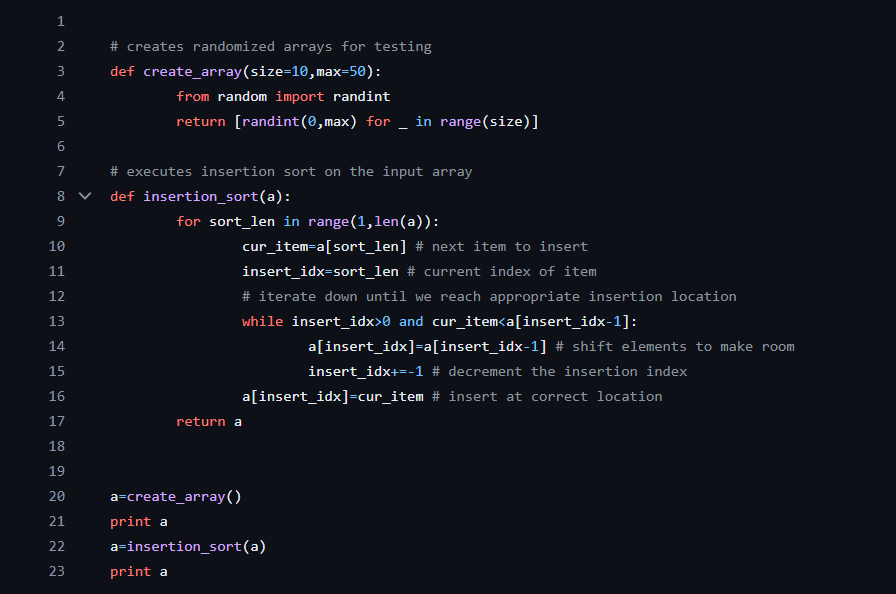 1
2 # creates randomized arrays for testing
3 def create_array(size=10,max=50):
4 from random import randint
5 return [randint(0,max) for _ in range(size)]
6
7 # executes insertion sort on the input array
8 def insertion_sort(a):
9 for sort_len in range(1,len(a)):
10 cur_item=a[sort_len] # next item to insert
11 insert_idx=sort_len # current index of item
12 # iterate down until we reach appropriate insertion location
13 while insert_idx>0 and cur_item<a[insert_idx-1]:
14 a[insert_idx]=a[insert_idx-1] # shift elements to make room
15 insert_idx+=-1 # decrement the insertion index
16 a[insert_idx]=cur_item # insert at correct location
17 return a
18
19
20 a=create_array()
21 print a
22 a=insertion_sort(a)
23 print a